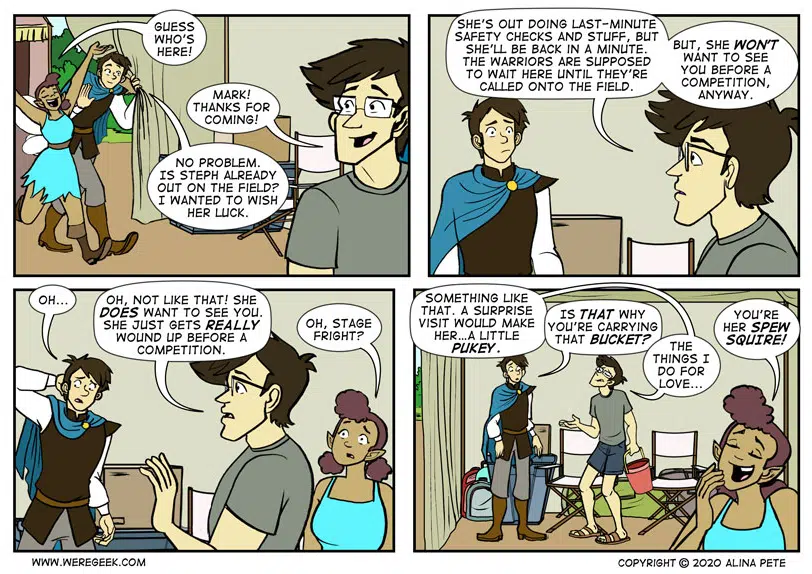 GUESS
WHO'S
HERE!
MARK!
THANKS FOR
COMING!
NO PROBLEM.
IS STEPH ALREADY
OUT ON THE FIELD?
I WANTED TO WISH
HER LUCK.
SHE'S OUT DOING LAST-MINUTE
SAFETY CHECKS AND STUFF, BUT
SHE'LL BE BACK IN A MINUTE.
THE WARRIORS ARE SUPPOSED
TO WAIT HERE UNTIL THEY'RE
CALLED ONTO THE FIELD.
BUT, SHE WON'T
WANT TO SEE
YOU BEFORE A
COMPETITION,
ANYWAY.
OH...
OH, NOT LIKE THAT! SHE
DOES WANT TO SEE YOU.
SHE JUST GETS REALLY
WOUND UP BEFORE A
COMPETITION.
OH, STAGE
FRIGHT?
SOMETHING LIKE
THAT. A SURPRISE
VISIT WOULD MAKE
HER...A LITTLE
PUKEY.
IS THAT WHY
YOU'RE CARRYING
THAT BUCKET?
THE
THINGS I
DO FOR
LOVE...
YOU'RE
HER SPEW
SQUIRE!
WWW.WEREGEEK.COM
COPYRIGHT © 2020 ALINA PETE